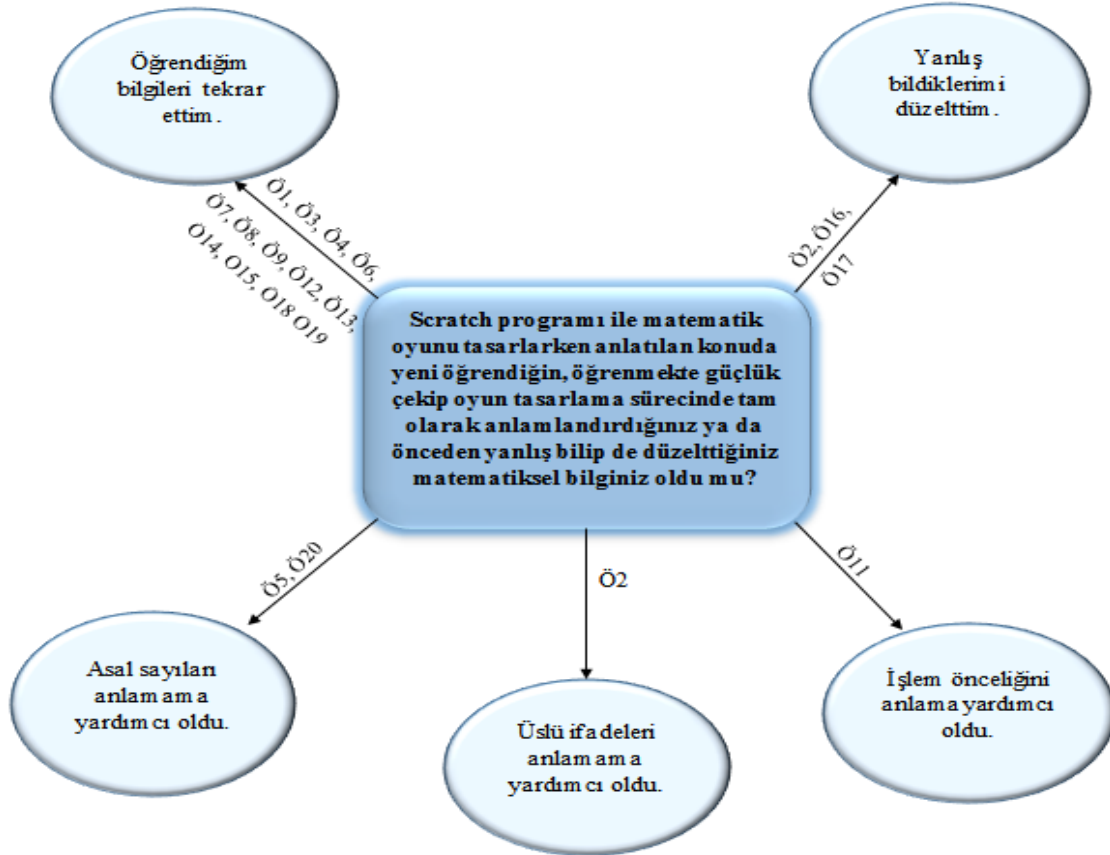 Öğrendiğim
bilgileri tekrar
ettim.
Yanlış
bildiklerimi
düzelttim.
Ö1, Ö3, Ö4, Ö6,
Ö7, Ö8, Ö9, Ö12, Ö13,
Ö14, Ö15, Ö18 Ö19
Ö2, Ö16,
Ö17
Scratch programı ile matematik
oyunu tasarlarken anlatılan konuda
yeni öğrendiğin, öğrenmekte güçlük
çekip oyun tasarlama sürecinde tam
olarak anlamlandırdığınız ya da
önceden yanlış bilip de düzelttiğiniz
matematiksel bilginiz oldu mu?
Ö5, Ö20
Ö2
Ö11
Asal sayıları
anlamama
yardımcı oldu.
Üslü ifadeleri
anlamama
yardımcı oldu.
İşlem önceliğini
anlama yardımcı
oldu.